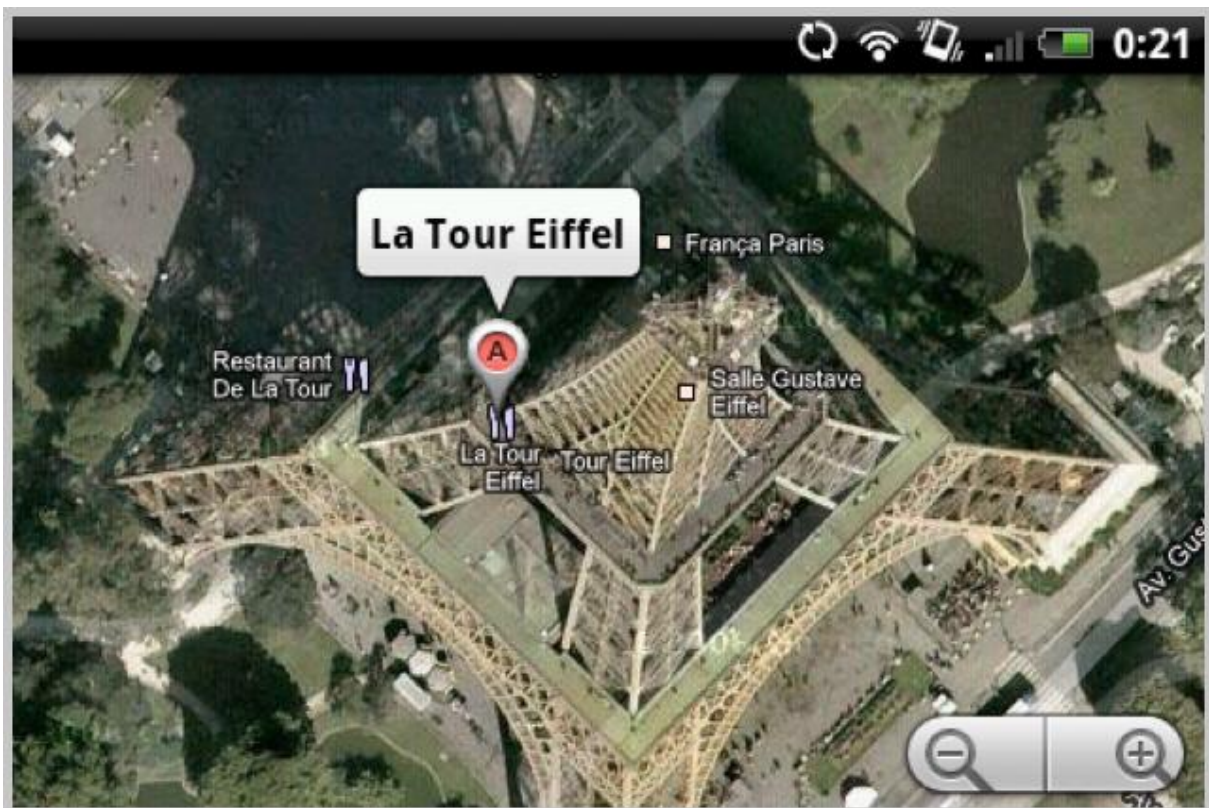 0:21
La Tour Eiffel
França Paris
Restaurant
De La Tour
A
Salle Gustave
Eiffel
La Tour
Eiffel
Tour Eiffel
Av. Gus